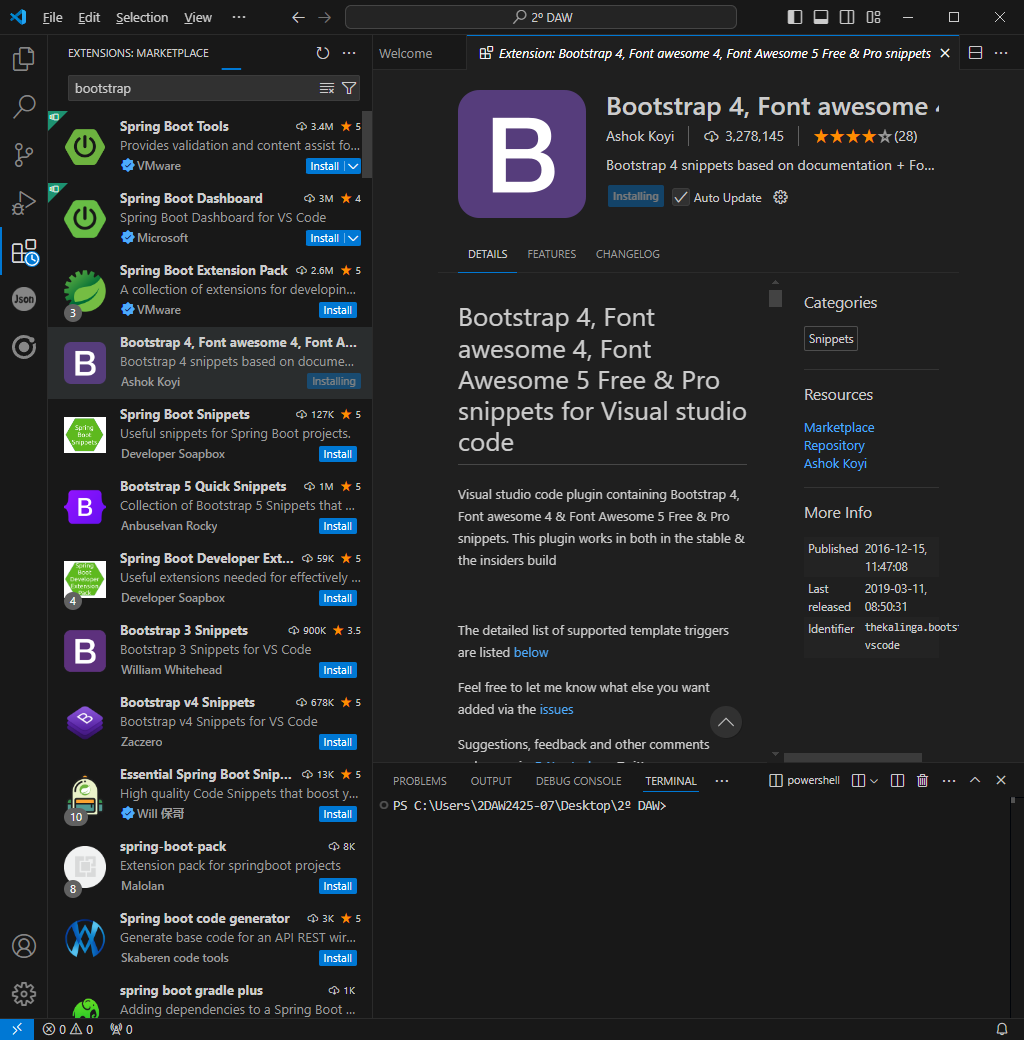 File Edit Selection View ··· 2º DAW
EXTENSIONS: MARKETPLACE
bootstrap
Spring Boot Tools 3.4M ★ 5
Provides validation and content assist fo...
VMware Install
Spring Boot Dashboard 3M ★ 4
Spring Boot Dashboard for VS Code
Microsoft Install
Spring Boot Extension Pack 2.6M ★ 5
A collection of extensions for developin...
3 VMware Install
B Bootstrap 4, Font awesome 4, Font A...
Bootstrap 4 snippets based on docume...
Ashok Koyi Installing
Spring Boot Snippets
Spring Boot Snippets 127K ★ 5
Useful snippets for Spring Boot projects.
Developer Soapbox Install
B Bootstrap 5 Quick Snippets 1M ★ 5
Collection of Bootstrap 5 Snippets that ...
Anbuselvan Rocky Install
Spring Boot Developer Extension Pack
Spring Boot Developer Ext... 59K ★ 5
Useful extensions needed for effectively ...
4 Developer Soapbox Install
B Bootstrap 3 Snippets 900K ★ 3.5
Bootstrap 3 Snippets for VS Code
William Whitehead Install
B Bootstrap v4 Snippets 678K ★ 5
Bootstrap v4 Snippets for VS Code
Zaczero Install
Essential Spring Boot Snip... 13K ★ 5
High quality Code Snippets that boost y...
10 Will 保哥 Install
spring-boot-pack 8K
Extension pack for springboot projects
8 Malolan Install
Spring boot code generator 3K ★ 5
Generate base code for an API REST wir...
Skaberen code tools Install
spring boot gradle plus 1K
Adding dependencies to a Spring Boot ...
Json
Welcome Extension: Bootstrap 4, Font awesome 4, Font Awesome 5 Free & Pro snippets
B
Bootstrap 4, Font awesome
Ashok Koyi 3,278,145 ★★★★☆(28)
Bootstrap 4 snippets based on documentation + Fo...
Installing Auto Update
DETAILS FEATURES CHANGELOG
Bootstrap 4, Font
awesome 4, Font
Awesome 5 Free & Pro
snippets for Visual studio
code
Visual studio code plugin containing Bootstrap 4,
Font awesome 4 & Font Awesome 5 Free & Pro
snippets. This plugin works in both in the stable &
the insiders build
The detailed list of supported template triggers
are listed below
Feel free to let me know what else you want
added via the issues
Suggestions, feedback and other comments
Categories
Snippets
Resources
Marketplace
Repository
Ashok Koyi
More Info
Published 2016-12-15,
11:47:08
Last 2019-03-11,
released 08:50:31
Identifier thekalinga.boots
vscode
PROBLEMS OUTPUT DEBUG CONSOLE TERMINAL ··· powershell
PS C:\Users\2DAW2425-07\Desktop\2º DAW>
0 0 0